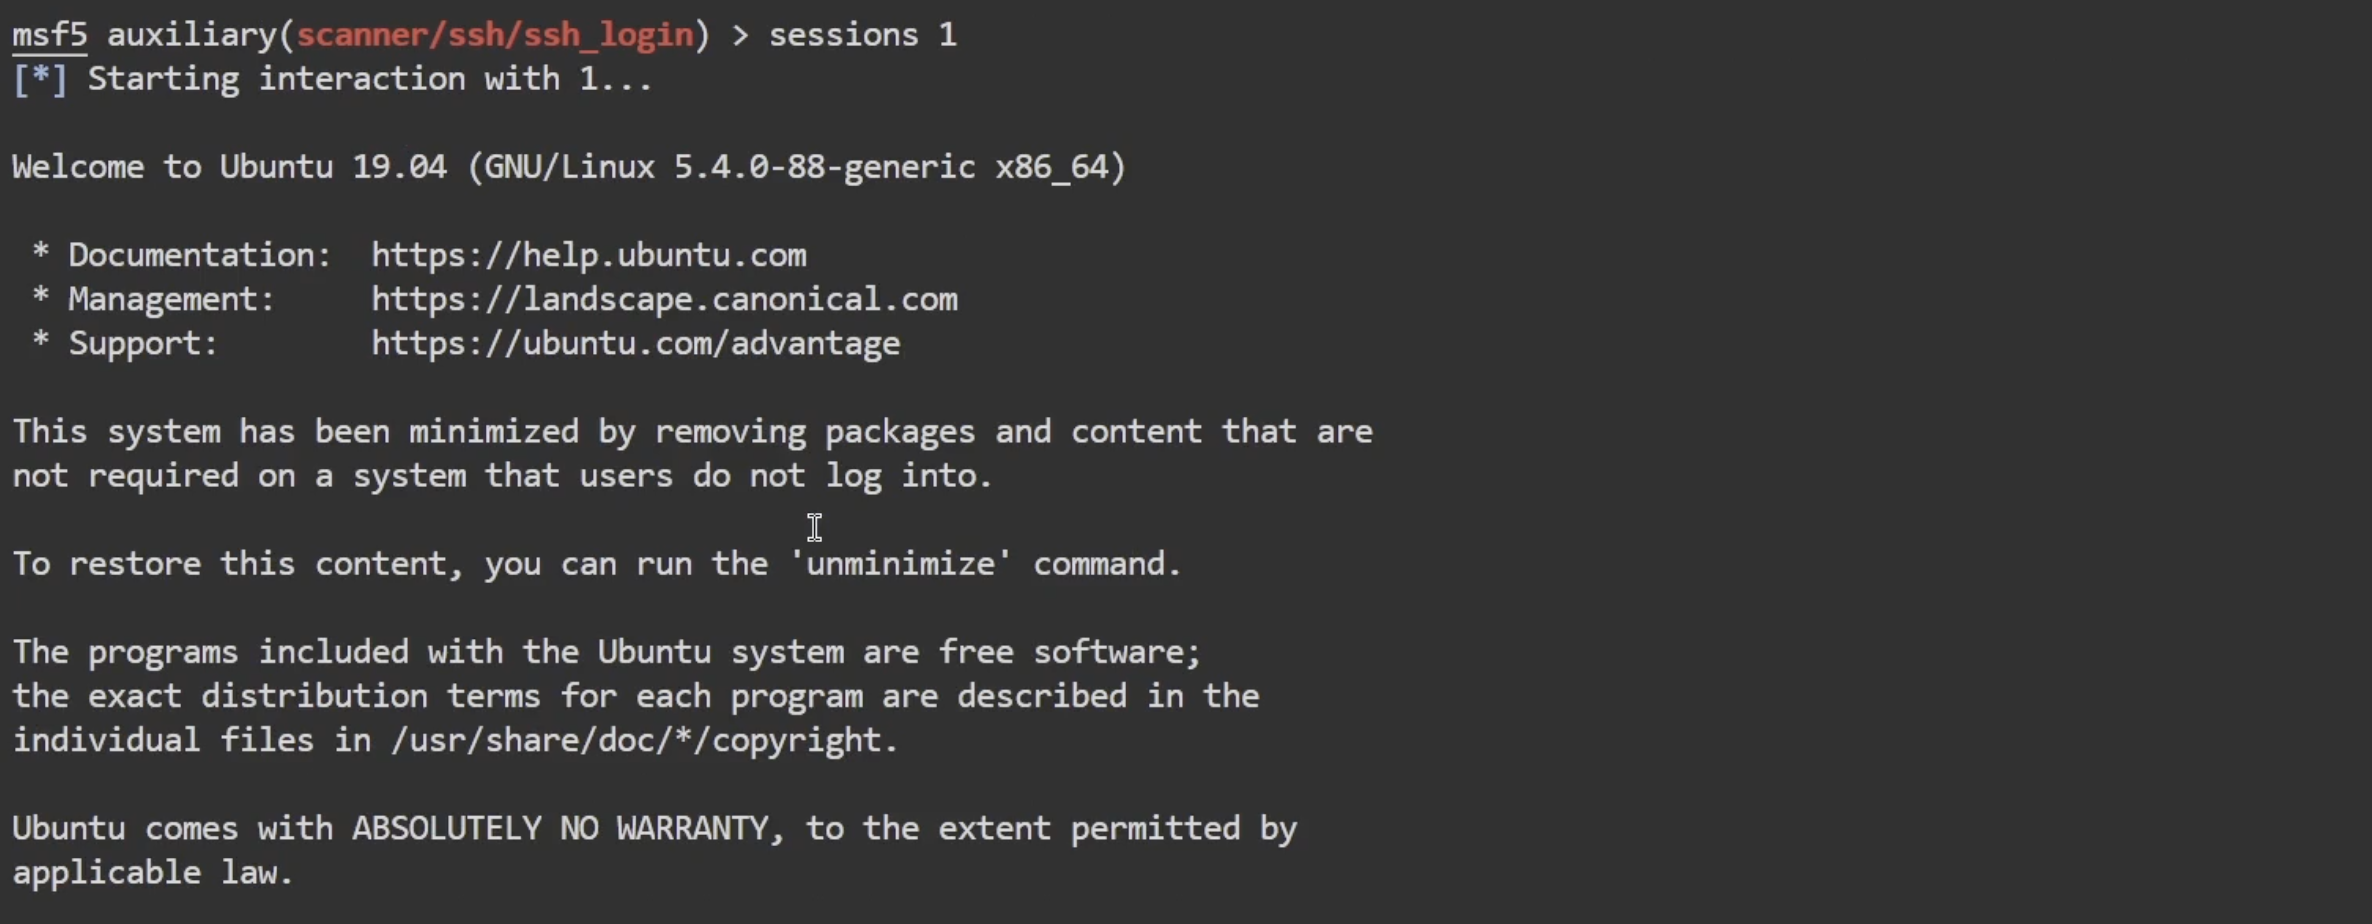 msf5 auxiliary(scanner/ssh/ssh_login) > sessions 1
[*] Starting interaction with 1...
Welcome to Ubuntu 19.04 (GNU/Linux 5.4.0-88-generic x86_64)
* Documentation:  https://help.ubuntu.com
* Management:     https://landscape.canonical.com
* Support:        https://ubuntu.com/advantage
This system has been minimized by removing packages and content that are
not required on a system that users do not log into.
To restore this content, you can run the 'unminimize' command.
The programs included with the Ubuntu system are free software;
the exact distribution terms for each program are described in the
individual files in /usr/share/doc/*/copyright.
Ubuntu comes with ABSOLUTELY NO WARRANTY, to the extent permitted by
applicable law.